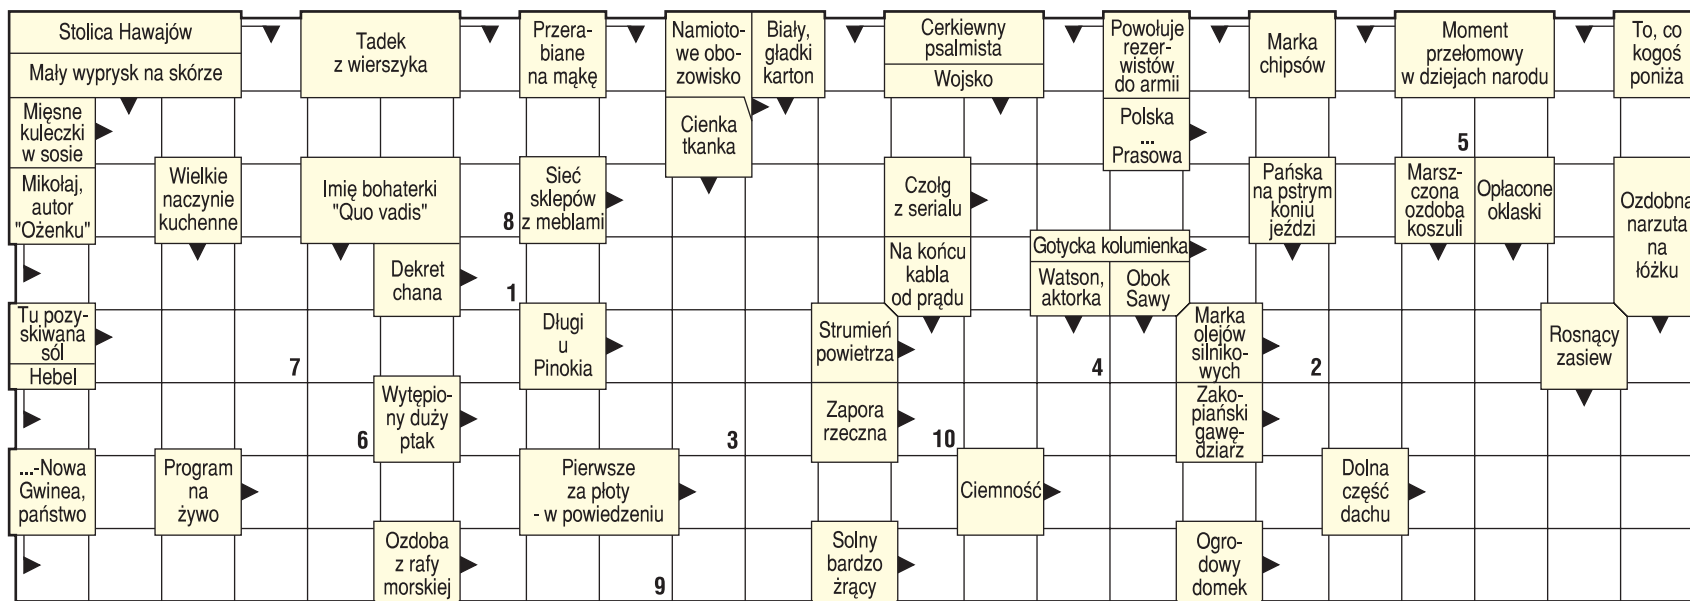 Stolica Hawajów
Mały wyprysk na skórze
Tadek
z wierszyka
Przera-
biane
na mąkę
Namioto-
we obo-
zowisko
Biały,
gładki
karton
Cerkiewny
psalmista
Wojsko
Powołuje
rezer-
wistów
do armii
Marka
chipsów
Moment
przełomowy
w dziejach narodu
To, co
kogoś
poniża
Mięsne
kuleczki
w sosie
Cienka
tkanka
Polska
...
Prasowa
5
Mikołaj,
autor
"Ożenku"
Wielkie
naczynie
kuchenne
Imię bohaterki
"Quo vadis"
8
Sieć
sklepów
z meblami
Czołg
z serialu
Pańska
na pstrym
koniu
jeździ
Marsz-
czona
ozdoba
koszuli
Opłacone
oklaski
Ozdobna
narzuta
na
łóżku
Dekret
chana
1
Na końcu
kabla
od prądu
Gotycka kolumienka
Watson,
aktorka
Obok
Sawy
Tu pozy-
skiwana
sól
Hebel
7
Długi
u
Pinokia
Strumień
powietrza
4
Marka
olejów
silniko-
wych
2
Rosnący
zasiew
6
Wytępio-
ny duży
ptak
3
Zapora
rzeczna
10
Zako-
piański
gawę-
dziarz
...-Nowa
Gwinea,
państwo
Program
na
żywo
Pierwsze
za płoty
- w powiedzeniu
Ciemność
Dolna
część
dachu
Ozdoba
z rafy
morskiej
9
Solny
bardzo
żrący
Ogro-
dowy
domek